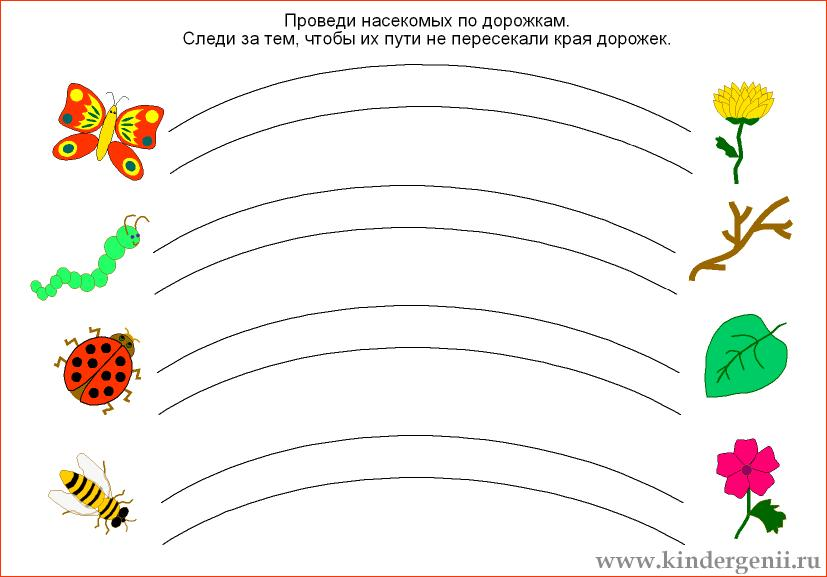 Проведи насекомых по дорожкам.
Следи за тем, чтобы их пути не пересекали края дорожек.
www.kindergenii.ru